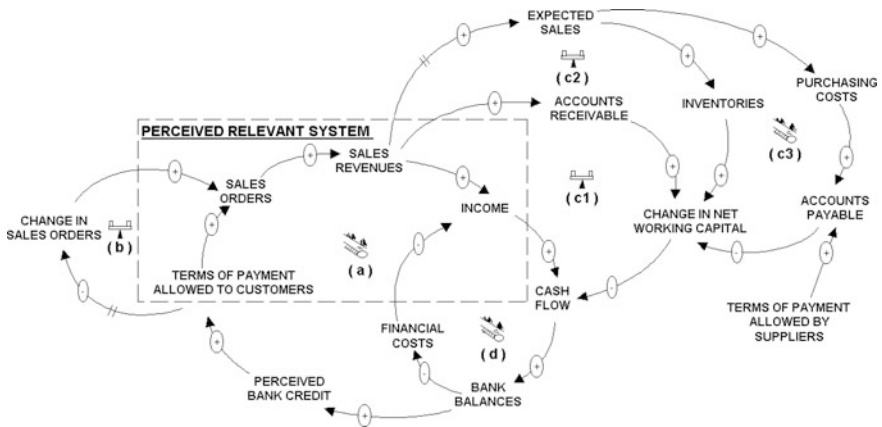 EXPECTED
SALES
+
+
+
(c2)
PURCHASING
COSTS
+
ACCOUNTS
RECEIVABLE
INVENTORIES
PERCEIVED RELEVANT SYSTEM
(c3)
SALES
REVENUES
+
+
SALES
ORDERS
+
+
+
+
(c1)
INCOME
ACCOUNTS
PAYABLE
CHANGE IN
SALES ORDERS
(b)
+
CHANGE IN NET
WORKING CAPITAL
-
(a)
-
+
TERMS OF PAYMENT
ALLOWED TO CUSTOMERS
-
CASH
FLOW
-
TERMS OF PAYMENT
ALLOWED BY
SUPPLIERS
+
FINANCIAL
COSTS
(d)
+
-
+
PERCEIVED
BANK CREDIT
BANK
BALANCES
+